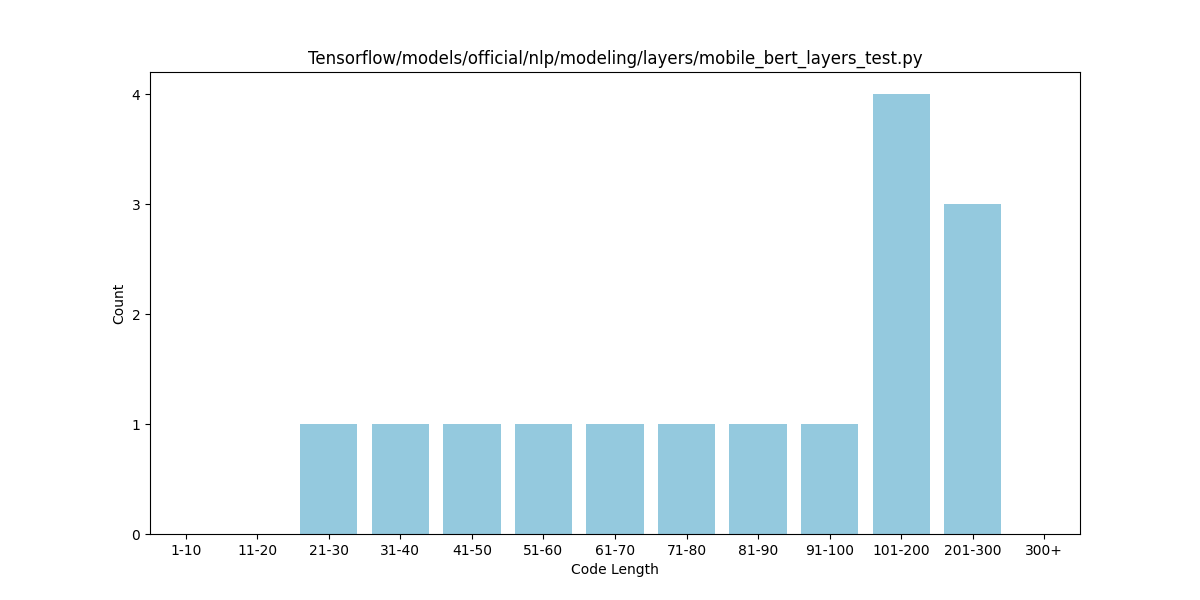 Tensorflow/models/official/nlp/modeling/layers/mobile_bert_layers_test.py
4
3
2
1
0
Count
1-10 11-20 21-30 31-40 41-50 51-60 61-70 71-80 81-90 91-100 101-200 201-300 300+
Code Length